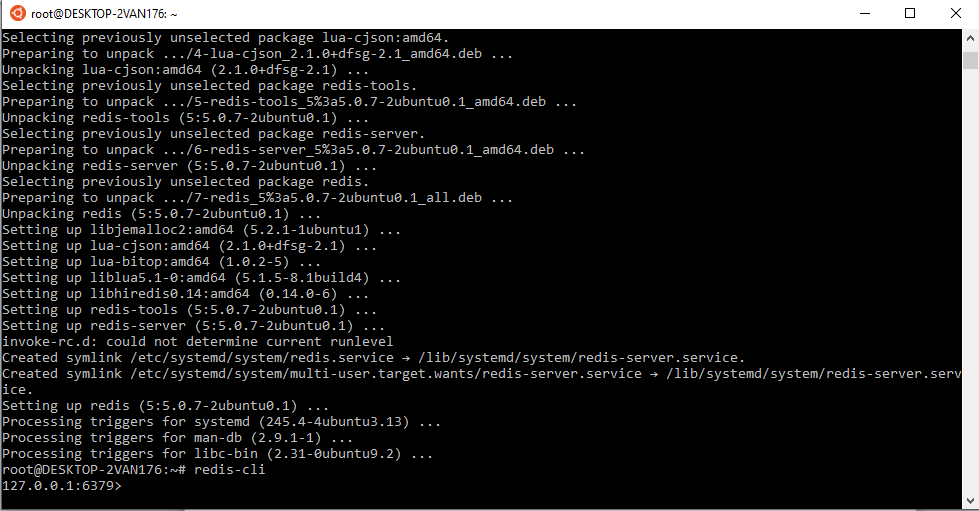 root@DESKTOP-2VAN176: ~
Selecting previously unselected package lua-cjson:amd64.
Preparing to unpack .../4-lua-cjson_2.1.0+dfsg-2.1_amd64.deb ...
Unpacking lua-cjson:amd64 (2.1.0+dfsg-2.1) ...
Selecting previously unselected package redis-tools.
Preparing to unpack .../5-redis-tools_5%3a5.0.7-2ubuntu0.1_amd64.deb ...
Unpacking redis-tools (5:5.0.7-2ubuntu0.1) ...
Selecting previously unselected package redis-server.
Preparing to unpack .../6-redis-server_5%3a5.0.7-2ubuntu0.1_amd64.deb ...
Unpacking redis-server (5:5.0.7-2ubuntu0.1) ...
Selecting previously unselected package redis.
Preparing to unpack .../7-redis_5%3a5.0.7-2ubuntu0.1_all.deb ...
Unpacking redis (5:5.0.7-2ubuntu0.1) ...
Setting up libjemalloc2:amd64 (5.2.1-1ubuntu1) ...
Setting up lua-cjson:amd64 (2.1.0+dfsg-2.1) ...
Setting up lua-bitop:amd64 (1.0.2-5) ...
Setting up liblua5.1-0:amd64 (5.1.5-8.1build4) ...
Setting up libhiredis0.14:amd64 (0.14.0-6) ...
Setting up redis-tools (5:5.0.7-2ubuntu0.1) ...
Setting up redis-server (5:5.0.7-2ubuntu0.1) ...
invoke-rc.d: could not determine current runlevel
Created symlink /etc/systemd/system/redis.service → /lib/systemd/system/redis-server.service.
Created symlink /etc/systemd/system/multi-user.target.wants/redis-server.service → /lib/systemd/system/redis-server.serv
ice.
Setting up redis (5:5.0.7-2ubuntu0.1) ...
Processing triggers for systemd (245.4-4ubuntu3.13) ...
Processing triggers for man-db (2.9.1-1) ...
Processing triggers for libc-bin (2.31-0ubuntu9.2) ...
root@DESKTOP-2VAN176:~# redis-cli
127.0.0.1:6379>